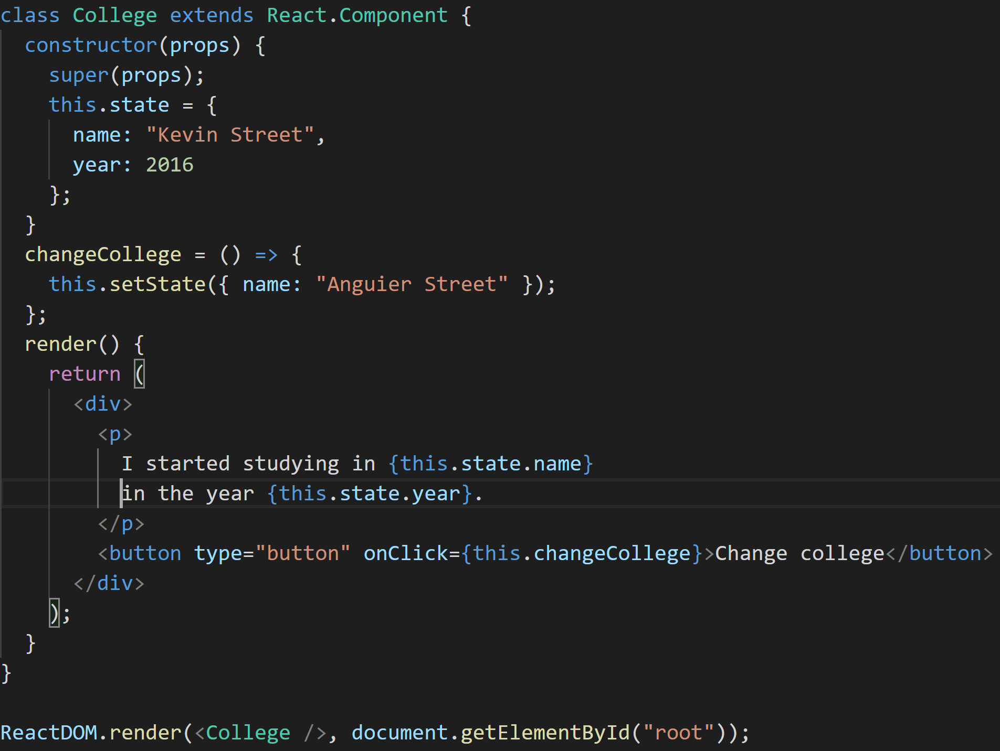 class College extends React.Component {
  constructor(props) {
    super(props);
    this.state = {
      name: "Kevin Street",
      year: 2016
    };
  }
  changeCollege = () => {
    this.setState({ name: "Anguier Street" });
  };
  render() {
    return (
      <div>
        <p>
          I started studying in {this.state.name}
          in the year {this.state.year}.
        </p>
        <button type="button" onClick={this.changeCollege}>Change college</button>
      </div>
    );
  }
}

ReactDOM.render(<College />, document.getElementById("root"));